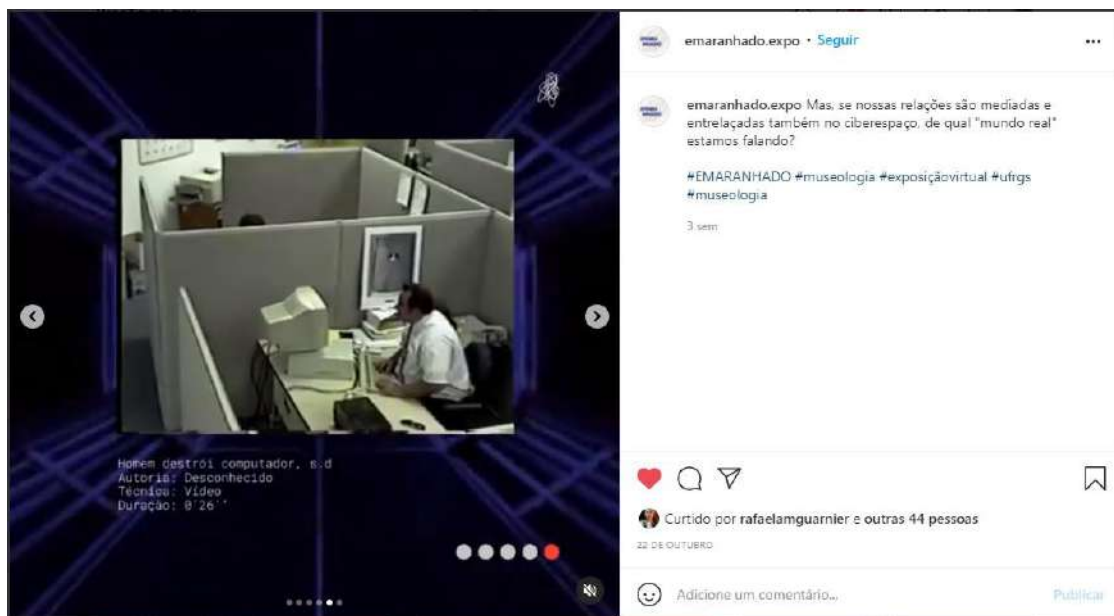 emaranhado.expo • Seguir
emaranhado.expo Mas, se nossas relações são mediadas e
entrelaçadas também no ciberespaço, de qual "mundo real"
estamos falando?
#EMARANHADO #museologia #exposiçãovirtual #ufrgs
#museologia
3 sem
Homem destrói computador, s.d
Autoria: Desconhecido
Técnica: Vídeo
Duração: 0'26''
Curtido por rafaelamguarnier e outras 44 pessoas
22 DE OUTUBRO
Adicione um comentário...
Publicar